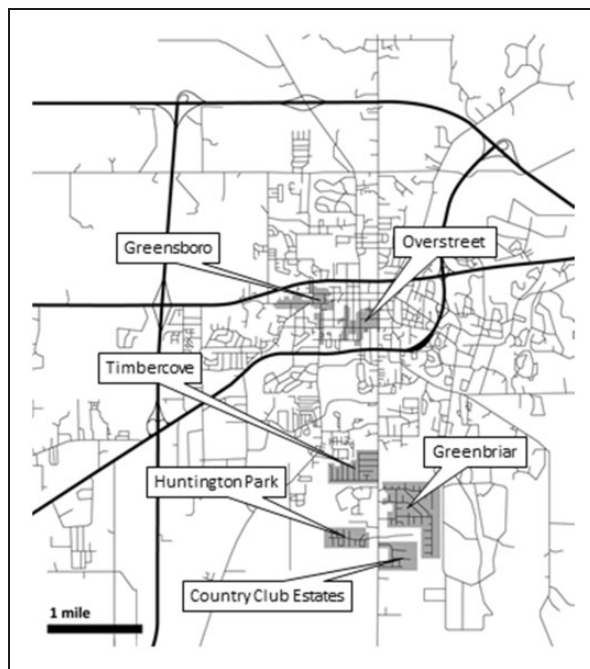 Overstreet
Greensboro
Timbercove
Greenbriar
Huntington Park
Country Club Estates
1 mile